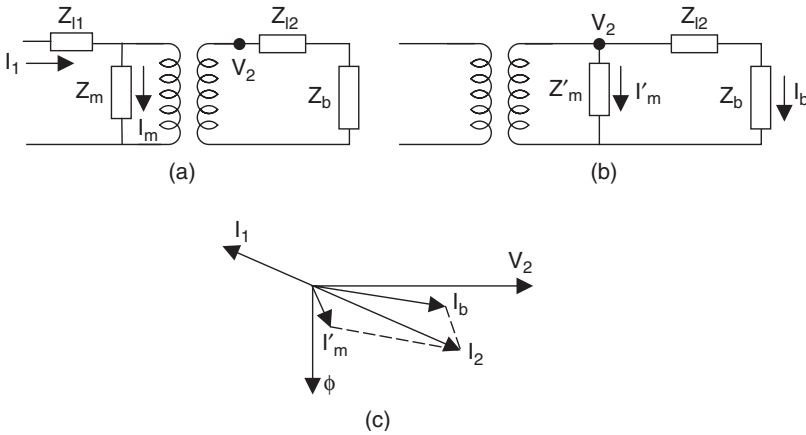 Z_l1
I_1
Z_m
I_m
V_2
Z_l2
Z_b
(a)
V_2
Z_l2
Z'_m
I'_m
Z_b
I_b
(b)
I_1
V_2
I_b
I'_m
I_2
ϕ
(c)